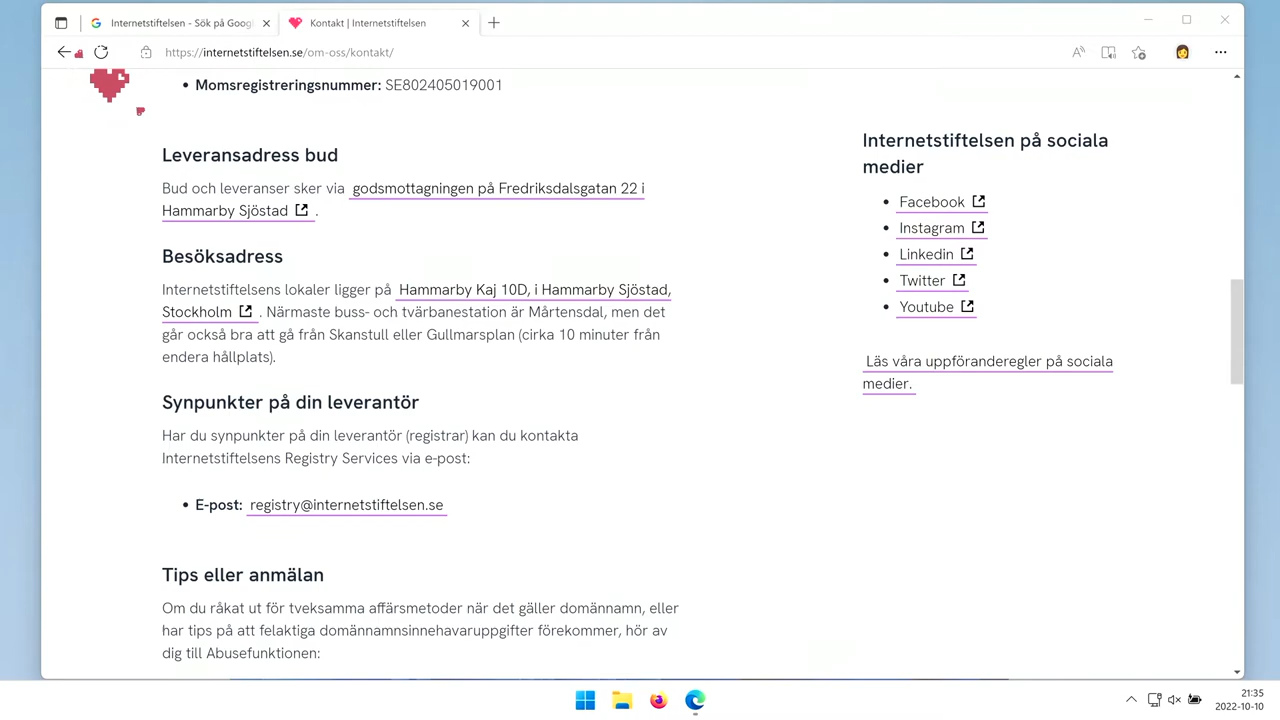 Internetstiftelsen - Sök på Goog
Kontakt | Internetstiftelsen
https://internetstiftelsen.se/om-oss/kontakt/
Momsregistreringsnummer: SE802405019001
Leveransadress bud
Bud och leveranser sker via godsmottagningen på Fredriksdalsgatan 22 i
Hammarby Sjöstad .
Besöksadress
Internetstiftelsens lokaler ligger på Hammarby Kaj 10D, i Hammarby Sjöstad,
Stockholm . Närmaste buss- och tvärbanestation är Mårtensdal, men det
går också bra att gå från Skanstull eller Gullmarsplan (cirka 10 minuter från
endera hållplats).
Synpunkter på din leverantör
Har du synpunkter på din leverantör (registrar) kan du kontakta
Internetstiftelsens Registry Services via e-post:
E-post: registry@internetstiftelsen.se
Tips eller anmälan
Om du råkat ut för tveksamma affärsmetoder när det gäller domännamn, eller
har tips på att felaktiga domännamnsinnehavaruppgifter förekommer, hör av
dig till Abusefunktionen:
Internetstiftelsen på sociala
medier
Facebook
Instagram
Linkedin
Twitter
Youtube
Läs våra uppföranderegler på sociala
medier.
21:35
2022-10-10